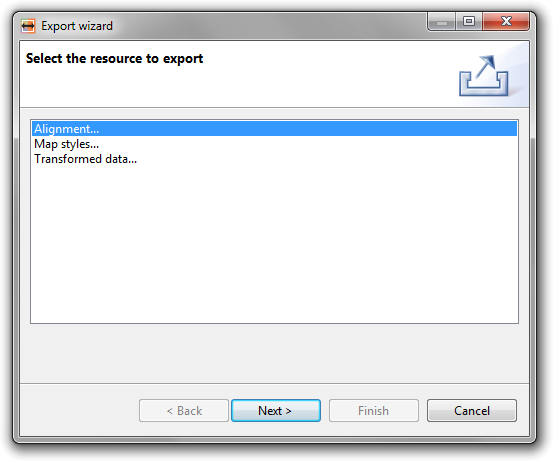 Export wizard
Select the resource to export
Alignment...
Map styles...
Transformed data...
< Back Next > Finish Cancel